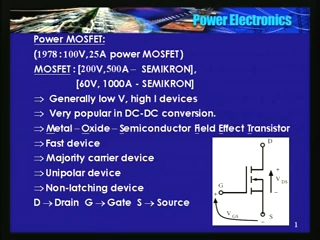 Power Electronics
Power MOSFET:
(1978 : 100V,25A power MOSFET)
MOSFET : [200V,500A – SEMIKRON],
[60V, 1000A - SEMIKRON]
⇒ Generally low V, high I devices
⇒ Very popular in DC-DC conversion.
⇒ Metal – Oxide – Semiconductor Field Effect Transistor
⇒ Fast device
⇒ Majority carrier device
⇒ Unipolar device
⇒ Non-latching device
D → Drain G → Gate S → Source
D
+
V_DS
G
+
V_GS
-
-
S
1